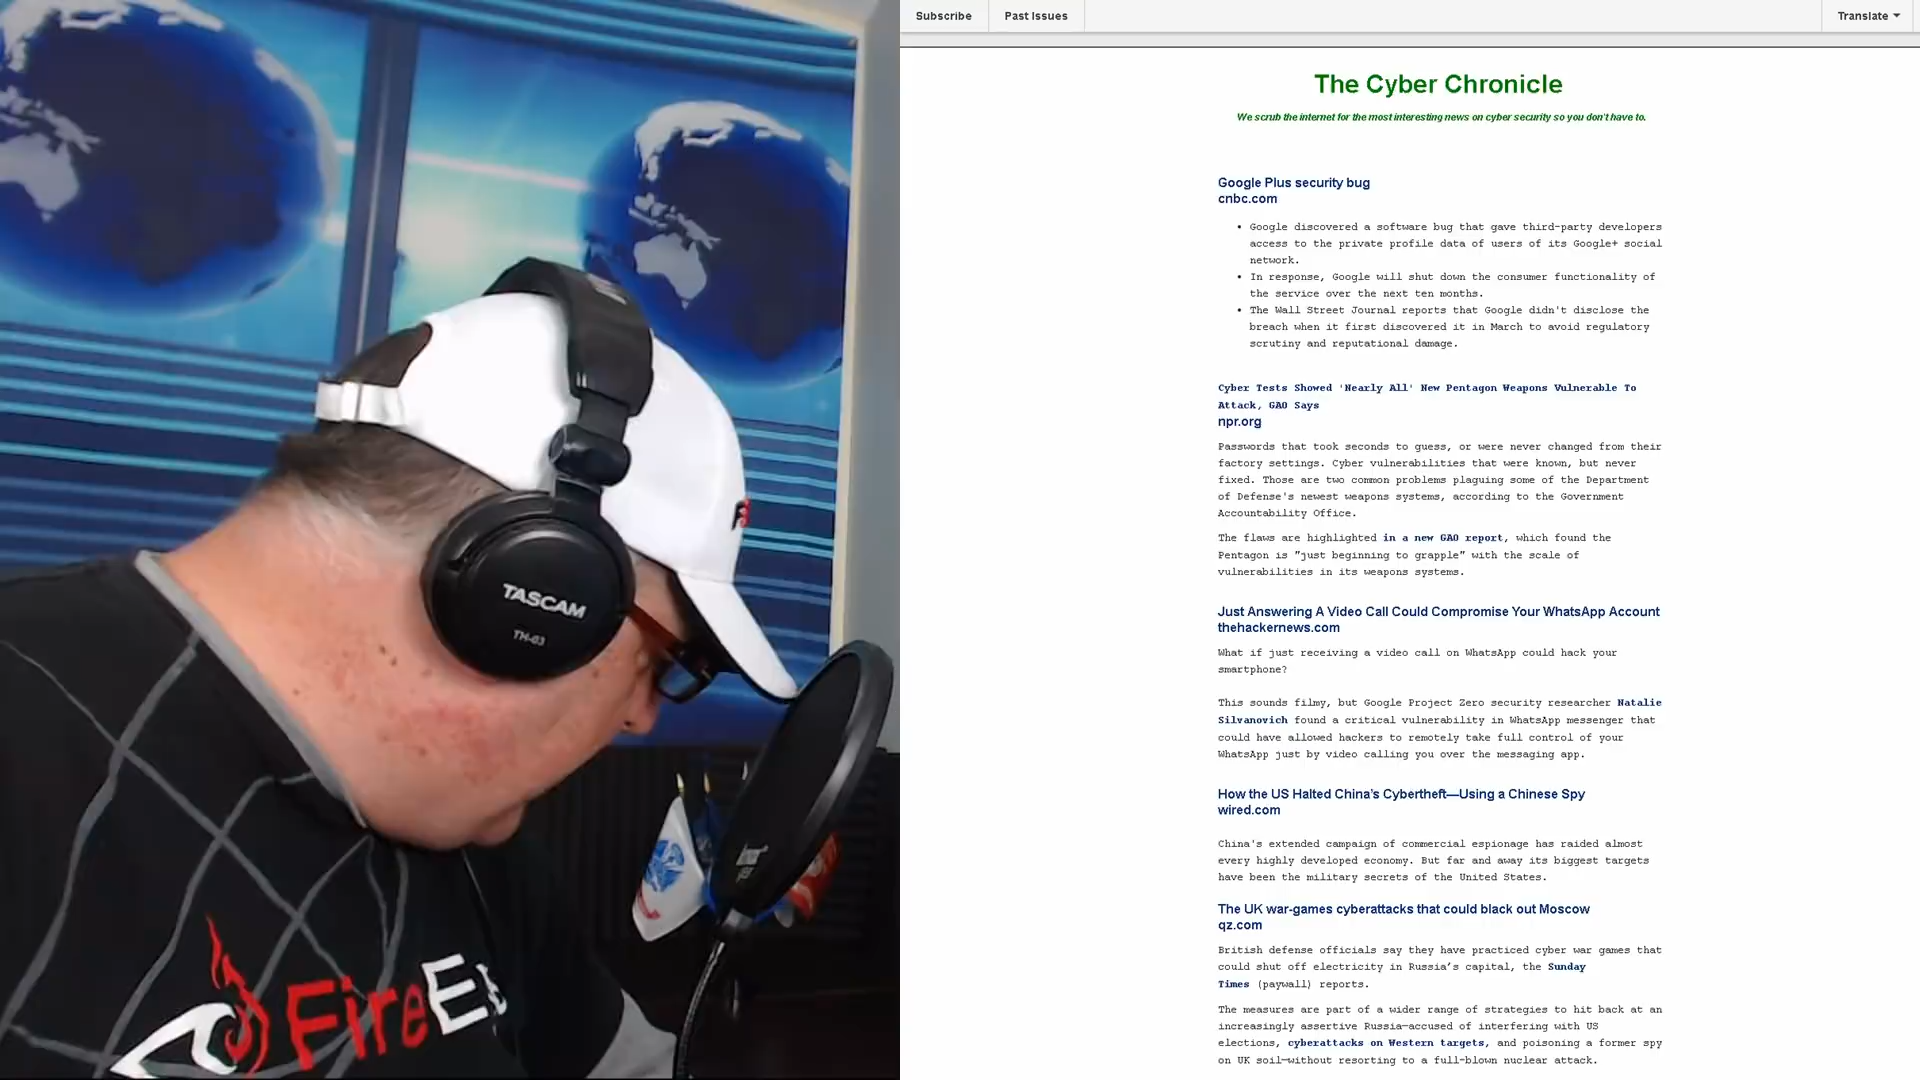 Subscribe
Past Issues
Translate
The Cyber Chronicle
We scrub the internet for the most interesting news on cyber security so you don't have to.
Google Plus security bug
cnbc.com
• Google discovered a software bug that gave third-party developers
access to the private profile data of users of its Google+ social
network.
• In response, Google will shut down the consumer functionality of
the service over the next ten months.
• The Wall Street Journal reports that Google didn't disclose the
breach when it first discovered it in March to avoid regulatory
scrutiny and reputational damage.
Cyber Tests Showed 'Nearly All' New Pentagon Weapons Vulnerable To
Attack, GAO Says
npr.org
Passwords that took seconds to guess, or were never changed from their
factory settings. Cyber vulnerabilities that were known, but never
fixed. Those are two common problems plaguing some of the Department
of Defense's newest weapons systems, according to the Government
Accountability Office.
The flaws are highlighted in a new GAO report, which found the
Pentagon is "just beginning to grapple" with the scale of
vulnerabilities in its weapons systems.
Just Answering A Video Call Could Compromise Your WhatsApp Account
thehackernews.com
What if just receiving a video call on WhatsApp could hack your
smartphone?
This sounds filmy, but Google Project Zero security researcher Natalie
Silvanovich found a critical vulnerability in WhatsApp messenger that
could have allowed hackers to remotely take full control of your
WhatsApp just by video calling you over the messaging app.
How the US Halted China's Cybertheft—Using a Chinese Spy
wired.com
China's extended campaign of commercial espionage has raided almost
every highly developed economy. But far and away its biggest targets
have been the military secrets of the United States.
The UK war-games cyberattacks that could black out Moscow
qz.com
British defense officials say they have practiced cyber war games that
could shut off electricity in Russia's capital, the Sunday
Times (paywall) reports.
The measures are part of a wider range of strategies to hit back at an
increasingly assertive Russia—accused of interfering with US
elections, cyberattacks on Western targets, and poisoning a former spy
on UK soil—without resorting to a full-blown nuclear attack.
TASCAM
TH-03
FireE